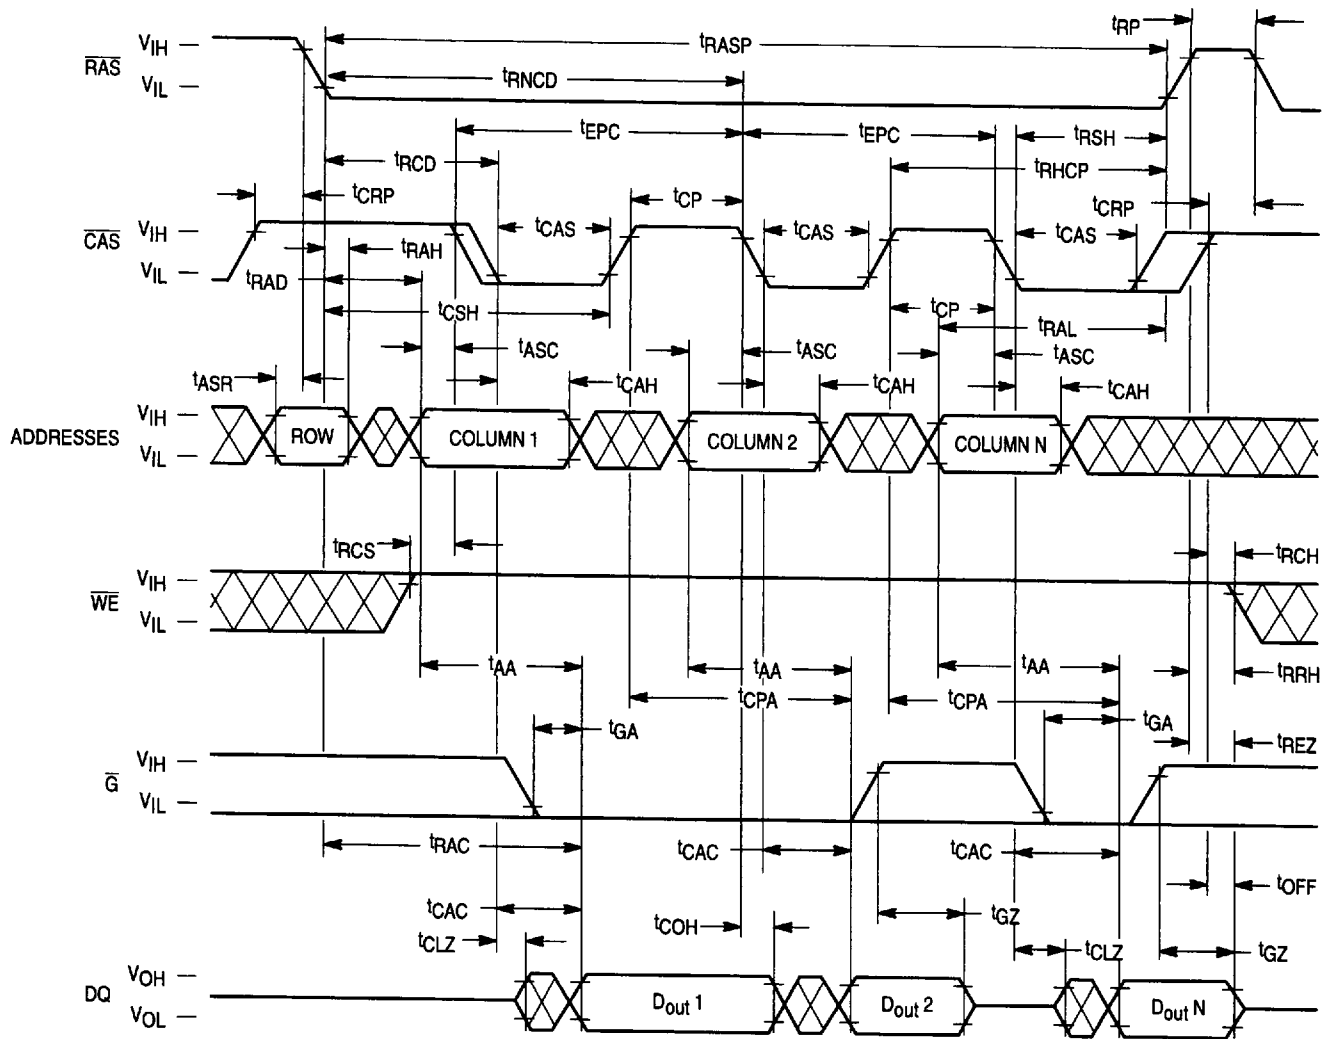 tRP
VIH
tRASP
RAS
VIL
tRNCD
tEPC
tEPC
tRSH
tRCD
tRHCP
tCRP
tCP
tCRP
CAS
VIH
tCAS
tCAS
tCAS
tRAH
VIL
tRAD
tCSH
tCP
tRAL
tASC
tASC
tASC
tASR
tCAH
tCAH
tCAH
VIH
ADDRESSES
ROW
COLUMN 1
COLUMN 2
COLUMN N
VIL
tRCS
tRCH
VIH
WE
VIL
tAA
tAA
tAA
tRRH
tCPA
tCPA
tGA
tGA
tREZ
VIH
G
VIL
tRAC
tCAC
tCAC
tOFF
tCAC
tCOH
tGZ
tCLZ
tCLZ
tGZ
VOH
DQ
Dout 1
Dout 2
Dout N
VOL